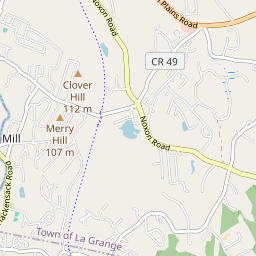 Plains Road
Noxon Road
CR 49
Clover
Hill
112 m
Merry
Hill
107 m
Mill
Noxon Road
Hackensack Road
Town of La Grange